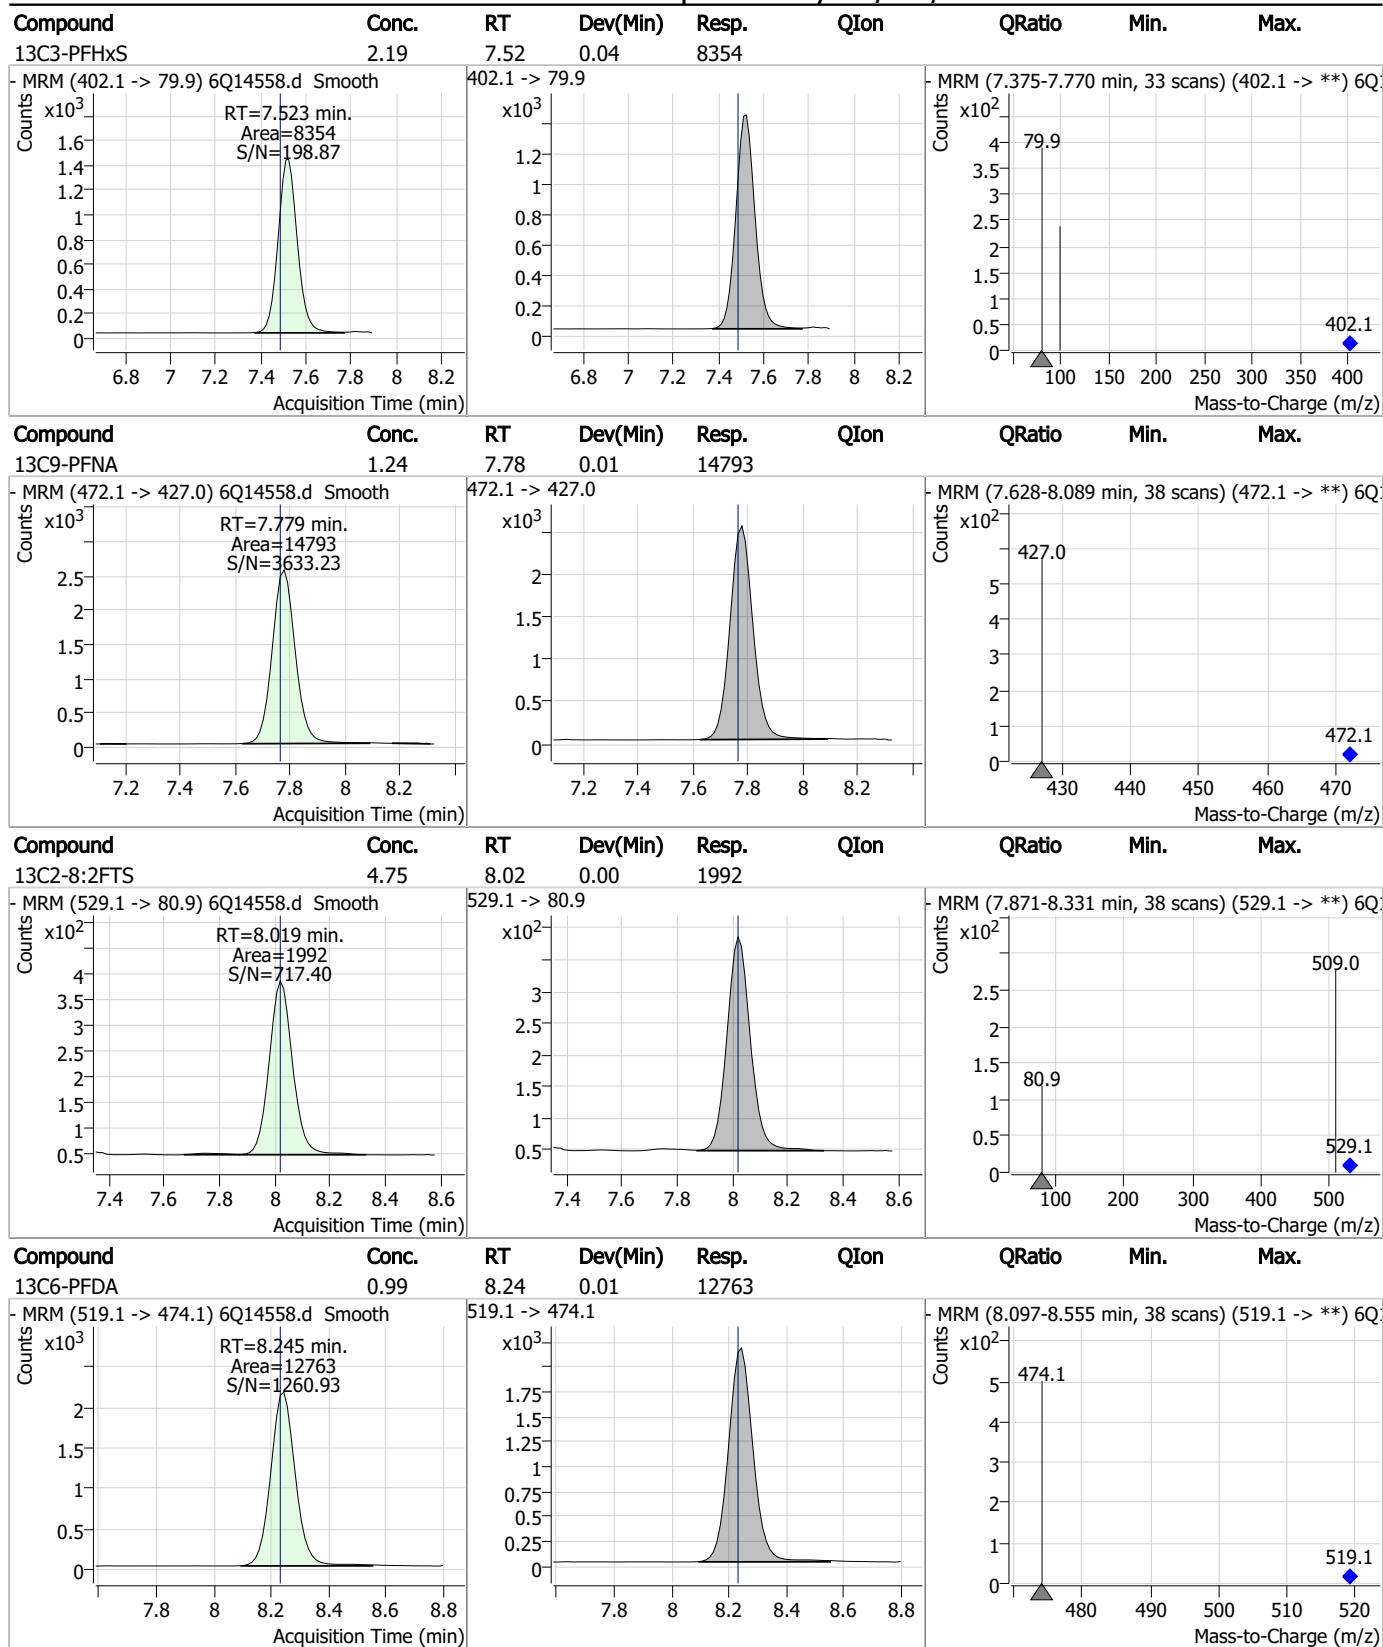 Compound Conc. RT Dev(Min) Resp. QIon QRatio Min. Max.
13C3-PFHxS 2.19 7.52 0.04 8354
- MRM (402.1 -> 79.9) 6Q14558.d Smooth
Counts
x10³
RT=7.523 min.
Area=8354
S/N=198.87
1.6
1.4
1.2
1
0.8
0.6
0.4
0.2
0
6.8 7 7.2 7.4 7.6 7.8 8 8.2
Acquisition Time (min)
402.1 -> 79.9
x10³
1.2
1
0.8
0.6
0.4
0.2
0
6.8 7 7.2 7.4 7.6 7.8 8 8.2
- MRM (7.375-7.770 min, 33 scans) (402.1 -> **) 6Q
Counts
x10²
79.9
4
3.5
3
2.5
2
1.5
1
0.5
0
402.1
100 150 200 250 300 350 400
Mass-to-Charge (m/z)
Compound Conc. RT Dev(Min) Resp. QIon QRatio Min. Max.
13C9-PFNA 1.24 7.78 0.01 14793
- MRM (472.1 -> 427.0) 6Q14558.d Smooth
Counts
x10³
RT=7.779 min.
Area=14793
S/N=3633.23
2.5
2
1.5
1
0.5
0
7.2 7.4 7.6 7.8 8 8.2
Acquisition Time (min)
472.1 -> 427.0
x10³
2
1.5
1
0.5
0
7.2 7.4 7.6 7.8 8 8.2
- MRM (7.628-8.089 min, 38 scans) (472.1 -> **) 6Q
Counts
x10²
427.0
5
4
3
2
1
0
472.1
430 440 450 460 470
Mass-to-Charge (m/z)
Compound Conc. RT Dev(Min) Resp. QIon QRatio Min. Max.
13C2-8:2FTS 4.75 8.02 0.00 1992
- MRM (529.1 -> 80.9) 6Q14558.d Smooth
Counts
x10²
RT=8.019 min.
Area=1992
S/N=717.40
4
3.5
3
2.5
2
1.5
1
0.5
7.4 7.6 7.8 8 8.2 8.4 8.6
Acquisition Time (min)
529.1 -> 80.9
x10²
3
2.5
2
1.5
1
0.5
7.4 7.6 7.8 8 8.2 8.4 8.6
- MRM (7.871-8.331 min, 38 scans) (529.1 -> **) 6Q
Counts
x10²
509.0
2.5
2
1.5
80.9
1
0.5
0
529.1
100 200 300 400 500
Mass-to-Charge (m/z)
Compound Conc. RT Dev(Min) Resp. QIon QRatio Min. Max.
13C6-PFDA 0.99 8.24 0.01 12763
- MRM (519.1 -> 474.1) 6Q14558.d Smooth
Counts
x10³
RT=8.245 min.
Area=12763
S/N=1260.93
2
1.5
1
0.5
0
7.8 8 8.2 8.4 8.6 8.8
Acquisition Time (min)
519.1 -> 474.1
x10³
1.75
1.5
1.25
1
0.75
0.5
0.25
0
7.8 8 8.2 8.4 8.6 8.8
- MRM (8.097-8.555 min, 38 scans) (519.1 -> **) 6Q
Counts
x10²
474.1
5
4
3
2
1
0
519.1
480 490 500 510 520
Mass-to-Charge (m/z)